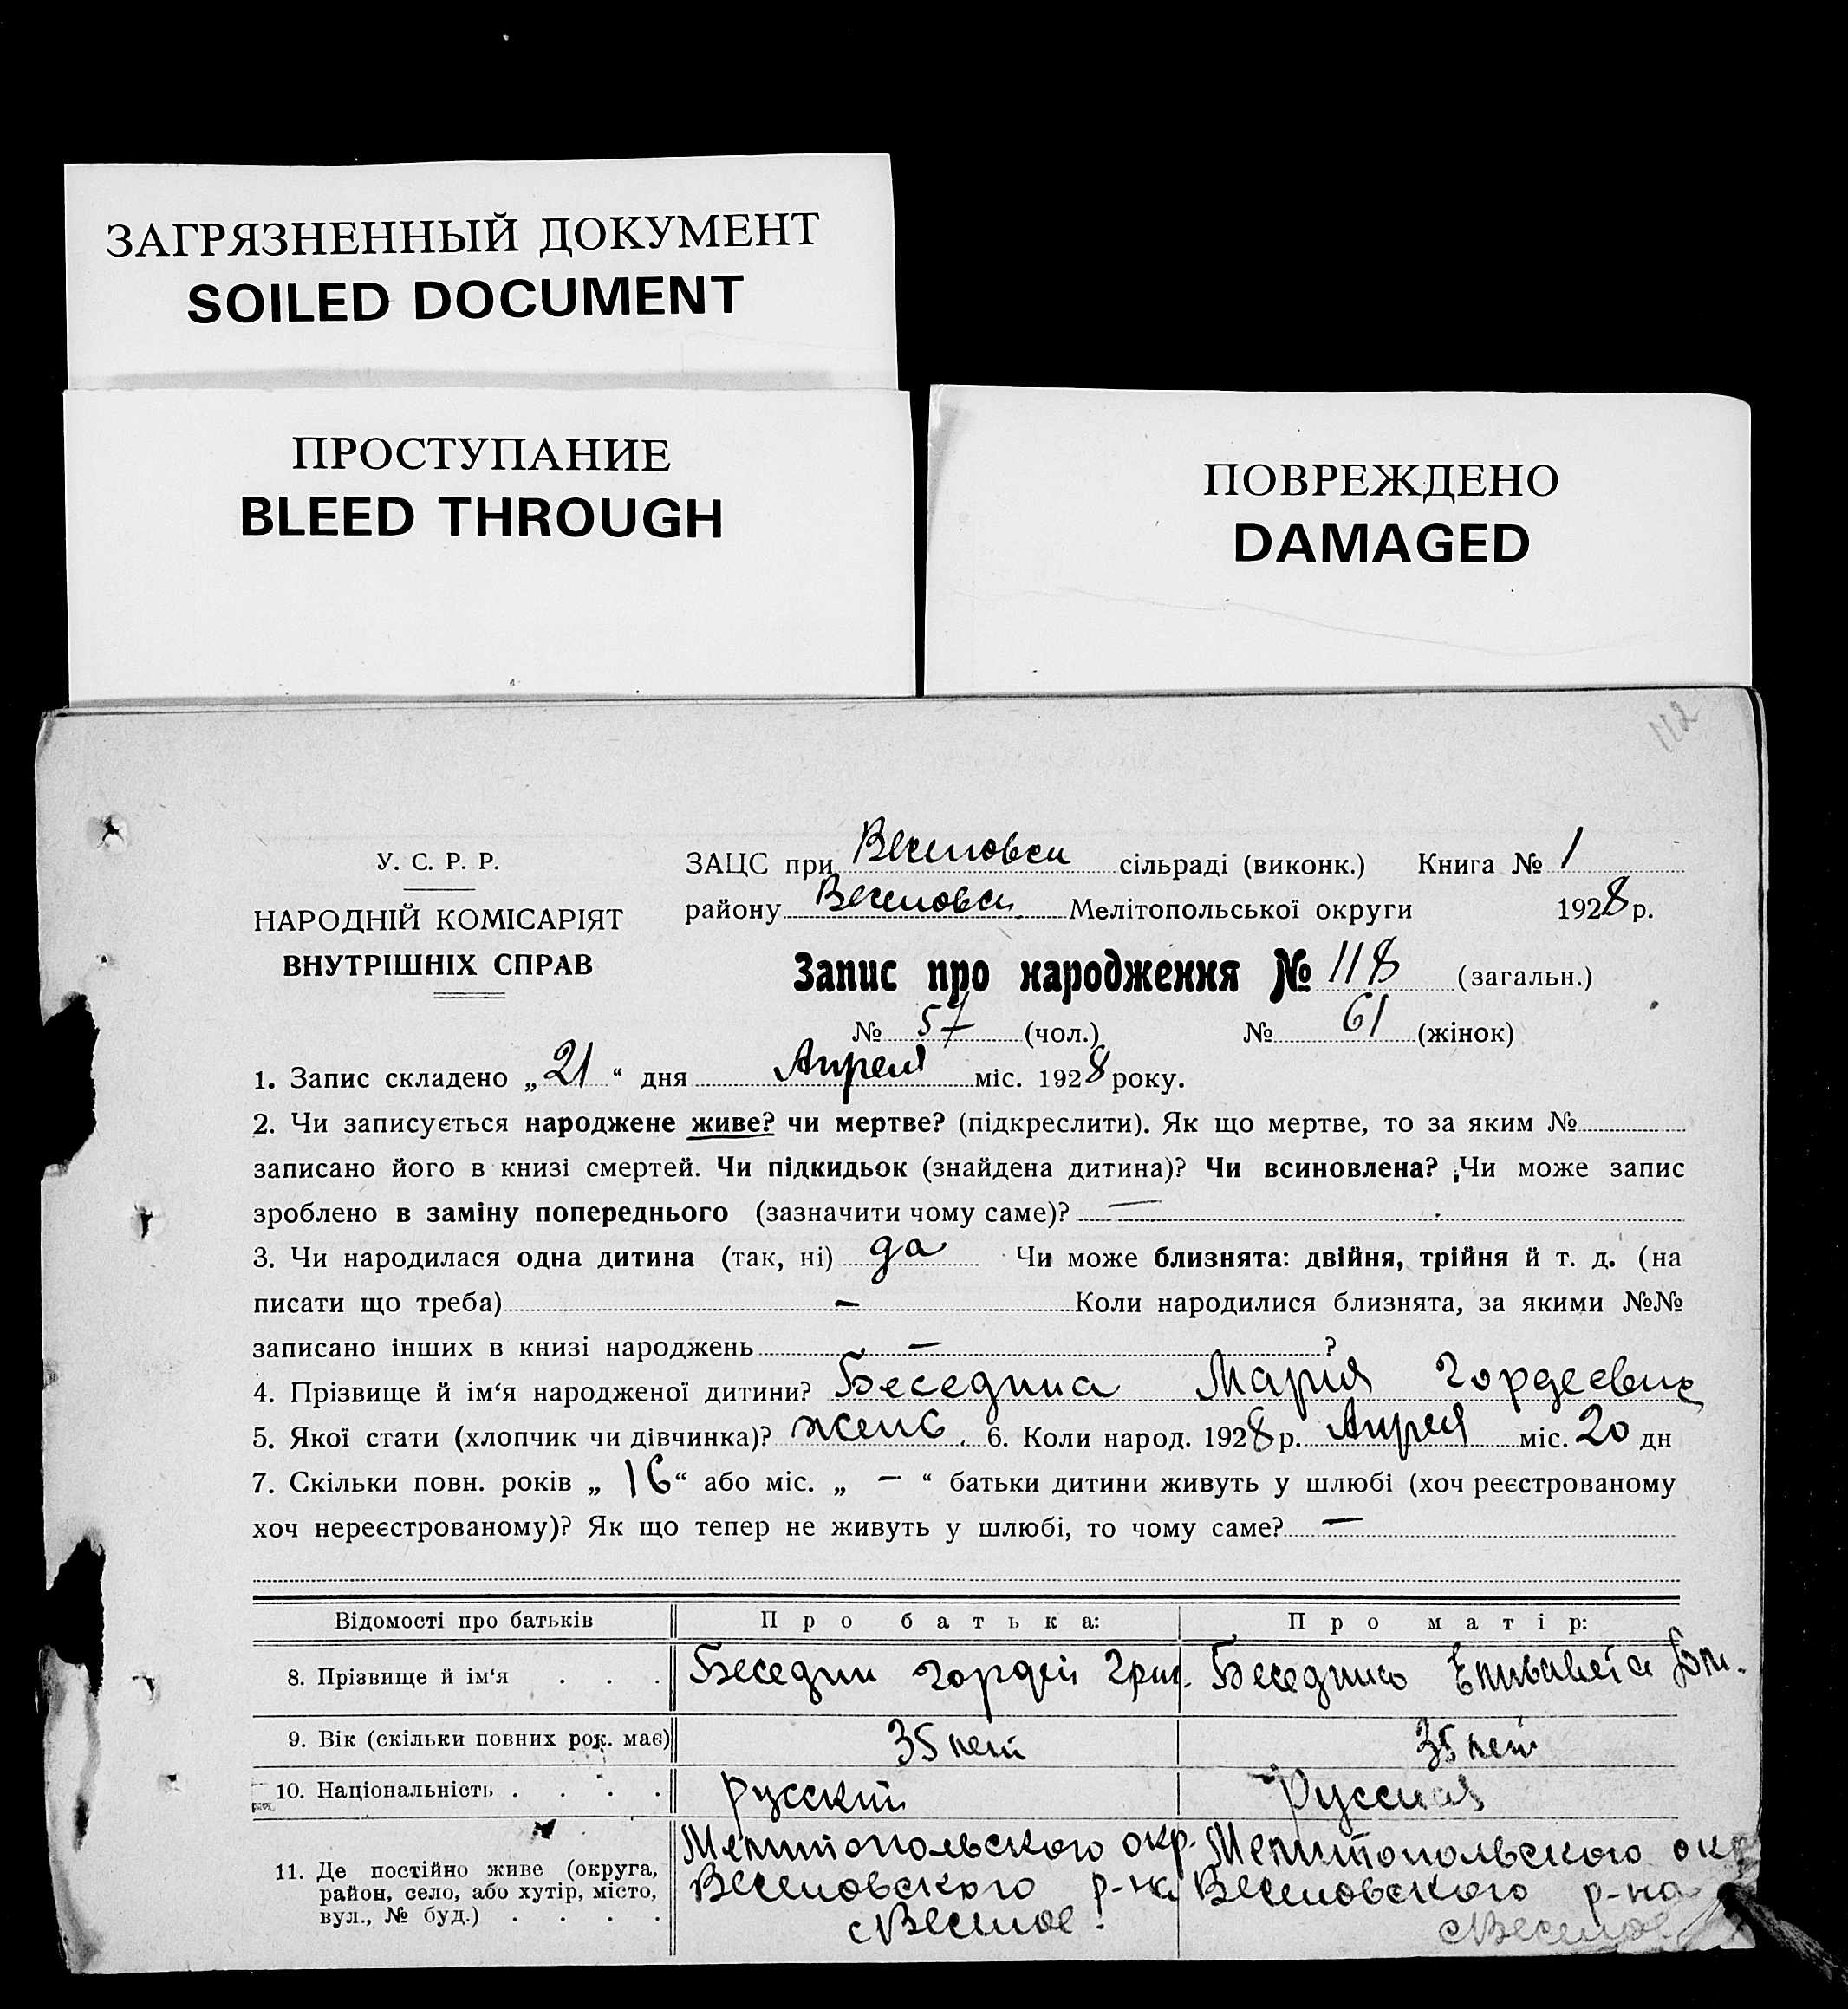 ЗАГРЯЗНЕННЫЙ ДОКУМЕНТ
SOILED DOCUMENT
ПРОСТУПАНИЕ
BLEED THROUGH
ПОВРЕЖДЕНО
DAMAGED
112
У. С. Р. Р.
НАРОДНІЙ КОМІСАРІЯТ
ВНУТРІШНІХ СПРАВ
ЗАЦС при Веселовск сільраді (виконк.) Книга № 1
району Веселовск Мелітопольської округи 1928 р.
Запис про народження № 118 (загальн.)
№ 57 (чол.) № 61 (жінок)
1. Запис складено „21“ дня Апреля міс. 1928 року.
2. Чи записується народжене живе? чи мертве? (підкреслити). Як що мертве, то за яким №
записано його в книзі смертей. Чи підкидьок (знайдена дитина)? Чи всиновлена? Чи може запис
зроблено в заміну попереднього (зазначити чому саме)? —
3. Чи народилася одна дитина (так, ні) да Чи може близнята: двійня, трійня й т. д. (на
писати що треба) — Коли народилися близнята, за якими №№
записано інших в книзі народжень — ?
4. Прізвище й ім‘я народженої дитини? Беседина Мария Гордеевна
5. Якої стати (хлопчик чи дівчинка)? женс. 6. Коли народ. 1928 р. Апреля міс. 20 дн
7. Скільки повн. років „16“ або міс. „ — “ батьки дитини живуть у шлюбі (хоч реєстрованому
хоч нереєстрованому)? Як що тепер не живуть у шлюбі, то чому саме? —
Відомості про батьків Про батька: Про матір:
8. Прізвище й ім‘я . . . Беседин Гордей Григ. Беседина Елизавета
9. Вік (скільки повних рок. має) 35 лет 35 лет
10. Національність . . . . русский Русская
11. Де постійно живе (округа, район, село, або хутір, місто, вул., № буд.) . . . .
Мелитопольского окр. Веселовского р-на с Веселое.
Мелитопольского окр Веселовского р-на с Веселое